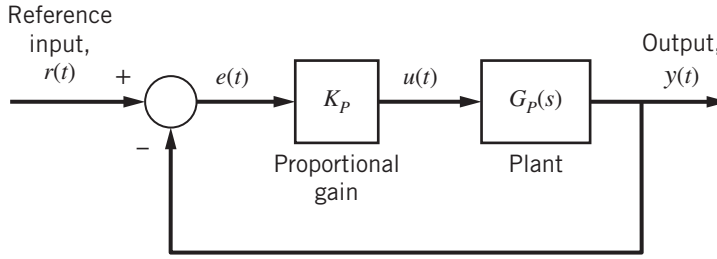 Reference
input,
r(t)
+
−
e(t)
K_P
Proportional
gain
u(t)
G_P(s)
Plant
Output,
y(t)